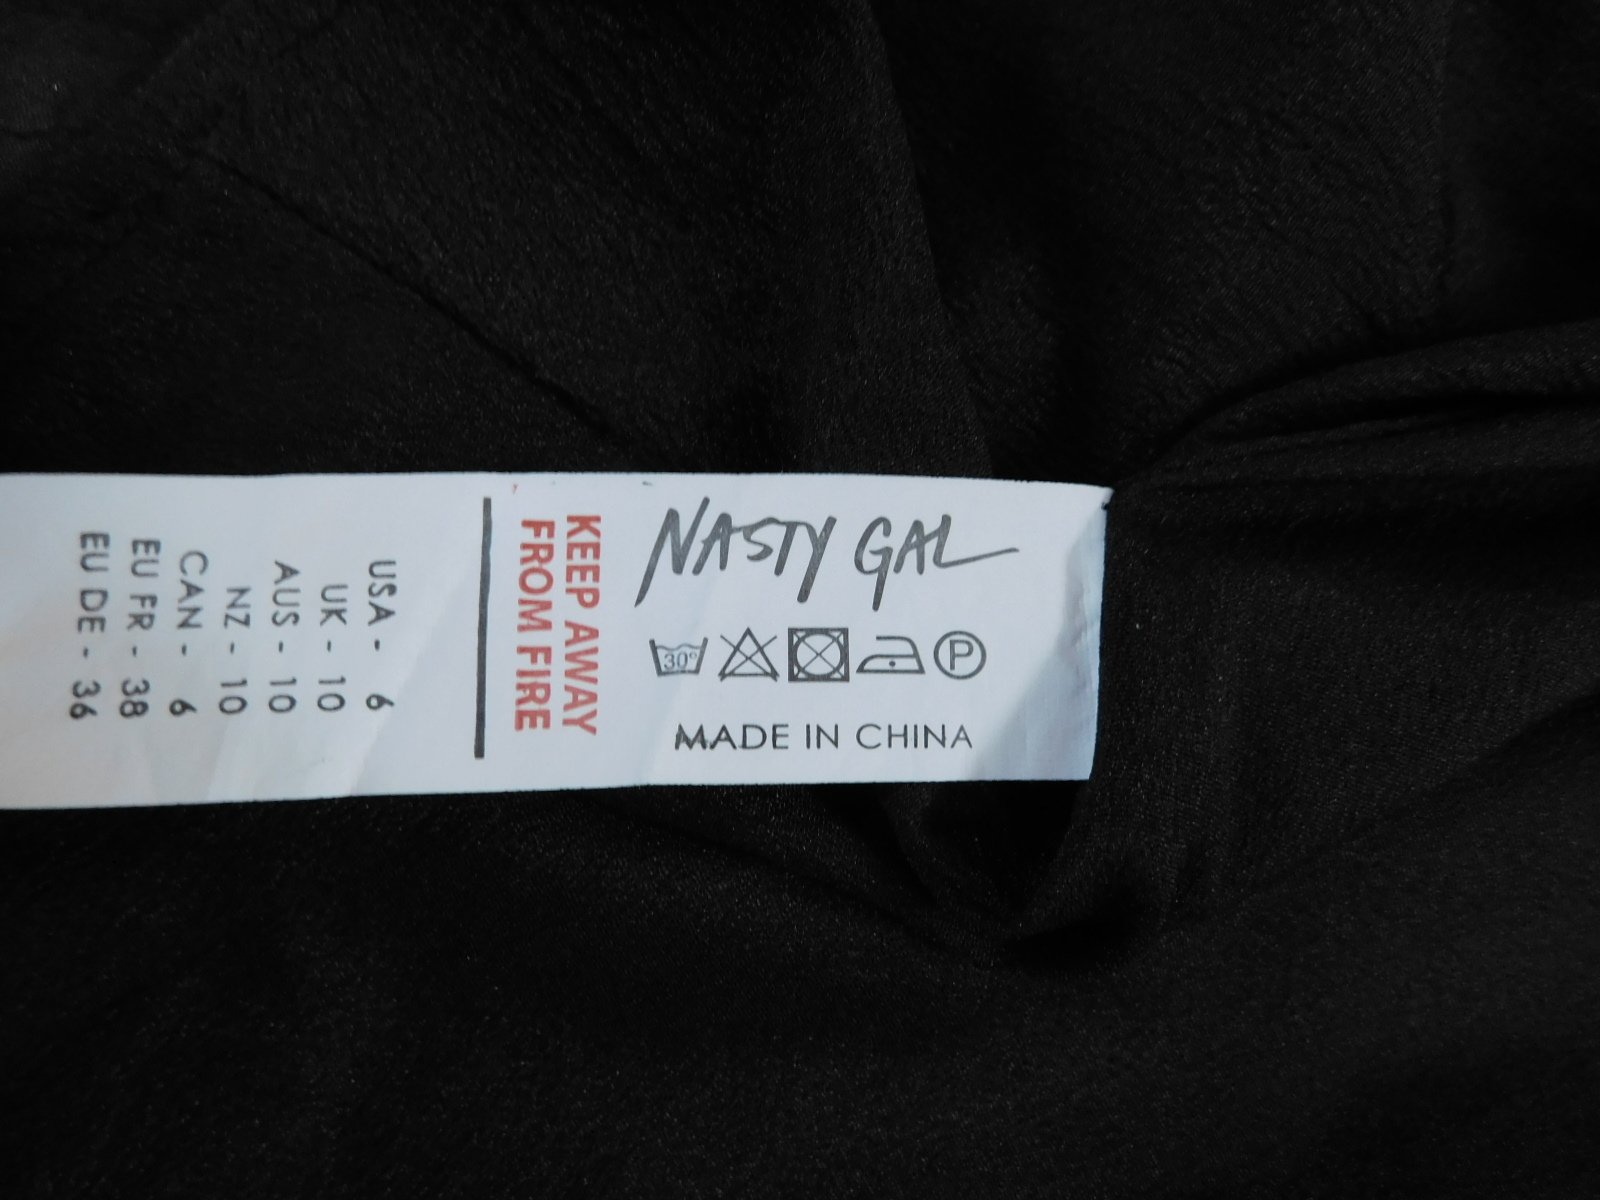 NASTY GAL
30°
P
MADE IN CHINA
KEEP AWAY
FROM FIRE
USA - 6
UK - 10
AUS - 10
NZ - 10
CAN - 6
EU FR - 38
EU DE - 36